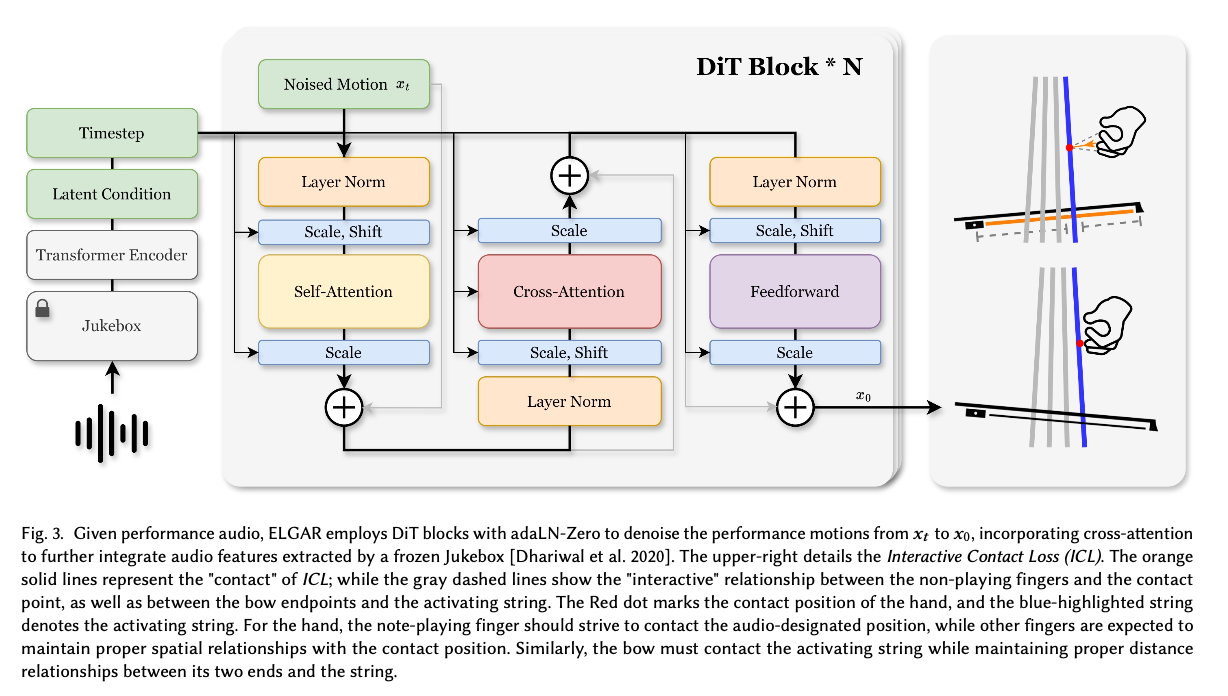 DiT Block * N
Noised Motion x_t
Timestep
Latent Condition
Transformer Encoder
Jukebox
Layer Norm
Scale, Shift
Self-Attention
Scale
Scale
Cross-Attention
Scale, Shift
Layer Norm
Layer Norm
Scale, Shift
Feedforward
Scale
x_0
Fig. 3. Given performance audio, ELGAR employs DiT blocks with adaLN-Zero to denoise the performance motions from x_t to x_0, incorporating cross-attention
to further integrate audio features extracted by a frozen Jukebox [Dhariwal et al. 2020]. The upper-right details the Interactive Contact Loss (ICL). The orange
solid lines represent the "contact" of ICL; while the gray dashed lines show the "interactive" relationship between the non-playing fingers and the contact
point, as well as between the bow endpoints and the activating string. The Red dot marks the contact position of the hand, and the blue-highlighted string
denotes the activating string. For the hand, the note-playing finger should strive to contact the audio-designated position, while other fingers are expected to
maintain proper spatial relationships with the contact position. Similarly, the bow must contact the activating string while maintaining proper distance
relationships between its two ends and the string.